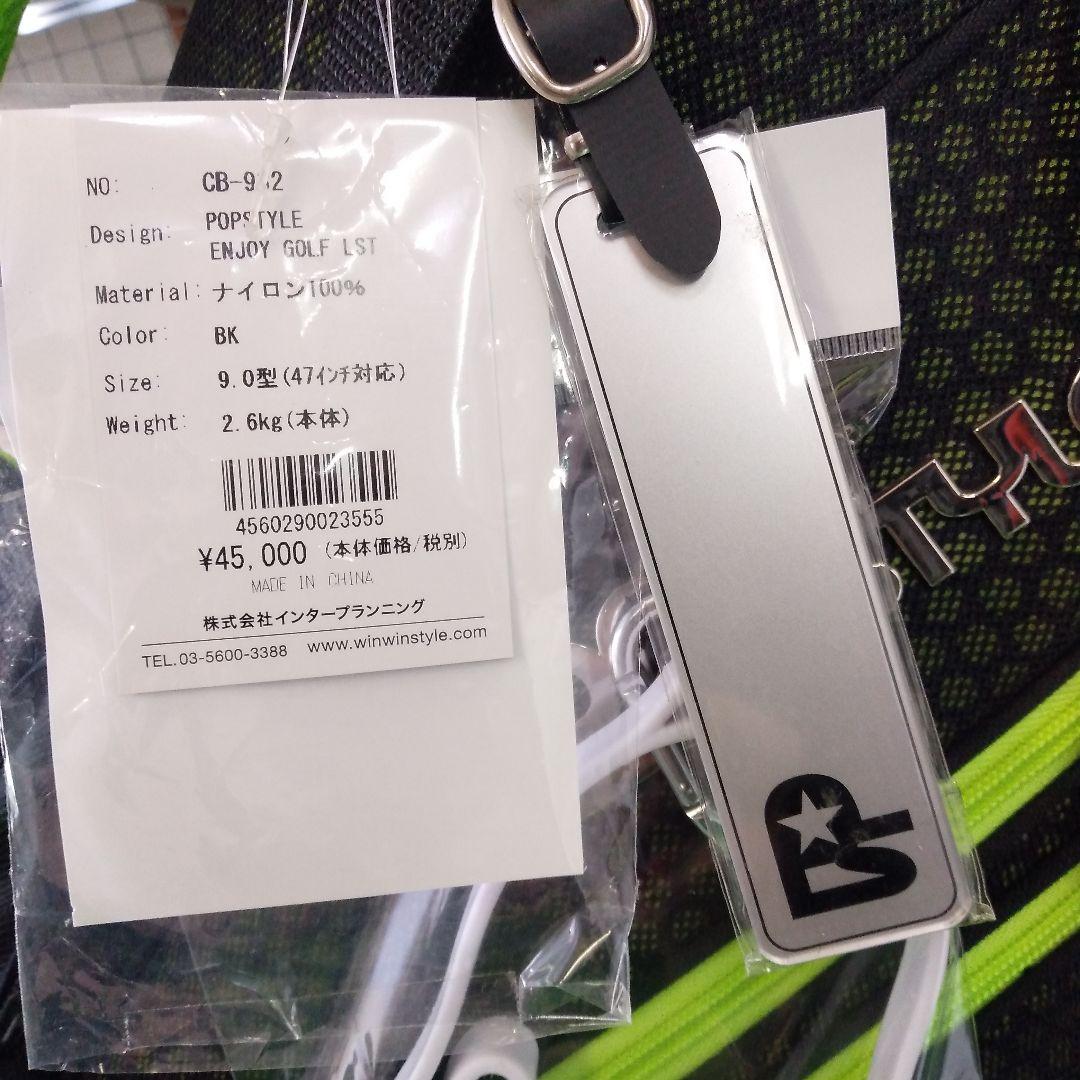 NO:
Design: POPSTYLE
ENJOY GOLF LST
Material: ナイロン100%
Color: BK
Size: 9.0型(47インチ対応)
Weight: 2.6kg(本体)
4560290023555
¥45,000 (本体価格/税別)
MADE IN CHINA
株式会社インタープランニング
TEL.03-5600-3388 www.winwinstyle.com